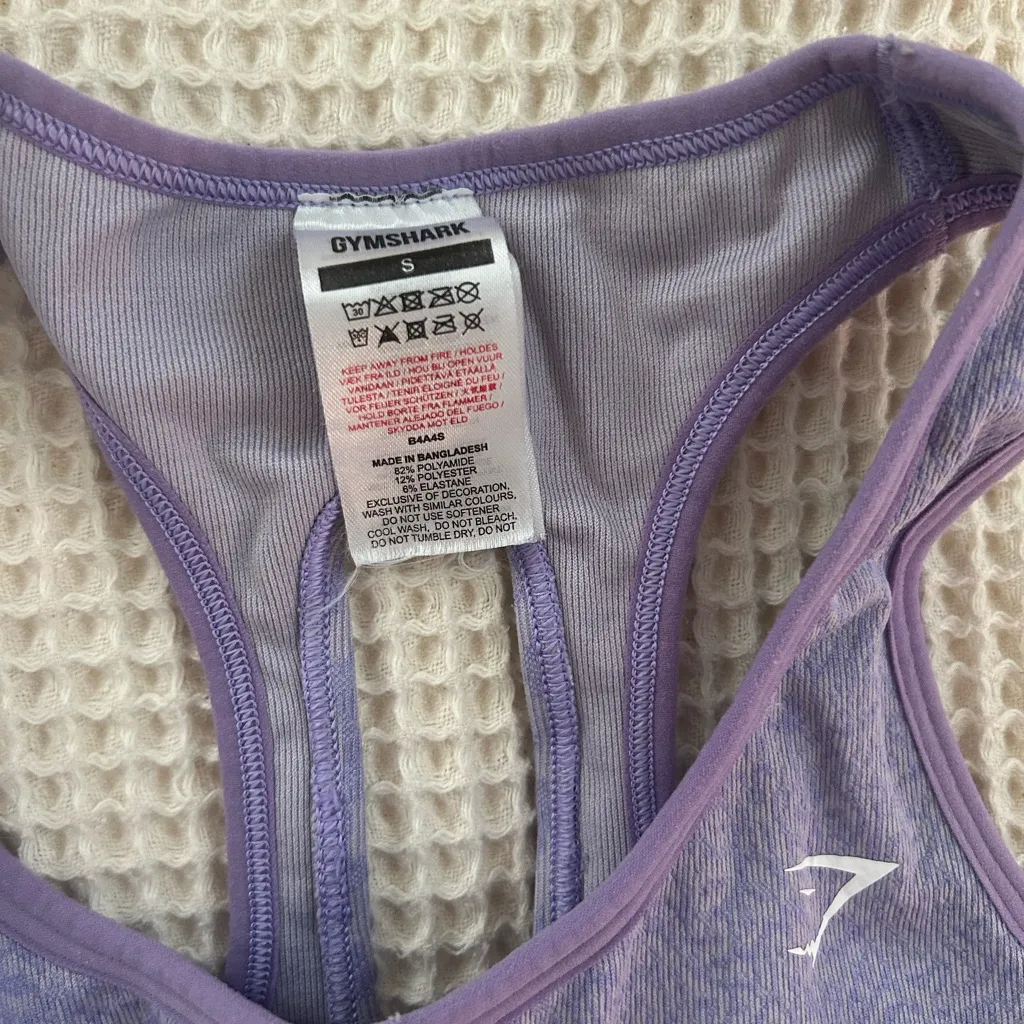 GYMSHARK
S
30
KEEP AWAY FROM FIRE / HOLDES
VÆK FRA ILD / HOU BIJ OPEN VUUR
VANDAAN / PIDETTÄVÄ ETÄÄLLÄ
TULESTA / TENIR ÉLOIGNÉ DU FEU /
VOR FEUER SCHÜTZEN /
HOLD BORTE FRA FLAMMER /
MANTENER ALEJADO DEL FUEGO /
SKYDDA MOT ELD
B4A4S
MADE IN BANGLADESH
82% POLYAMIDE
12% POLYESTER
6% ELASTANE
EXCLUSIVE OF DECORATION.
WASH WITH SIMILAR COLOURS.
DO NOT USE SOFTENER
COOL WASH. DO NOT BLEACH.
DO NOT TUMBLE DRY, DO NOT